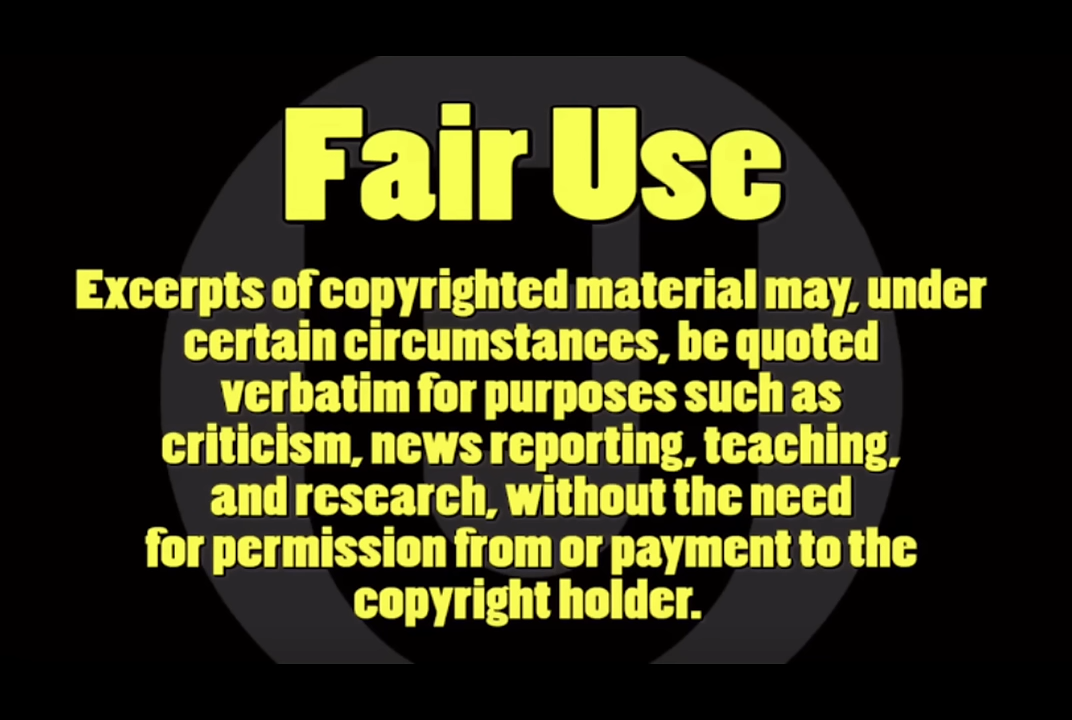 Fair Use
Excerpts of copyrighted material may, under
certain circumstances, be quoted
verbatim for purposes such as
criticism, news reporting, teaching,
and research, without the need
for permission from or payment to the
copyright holder.